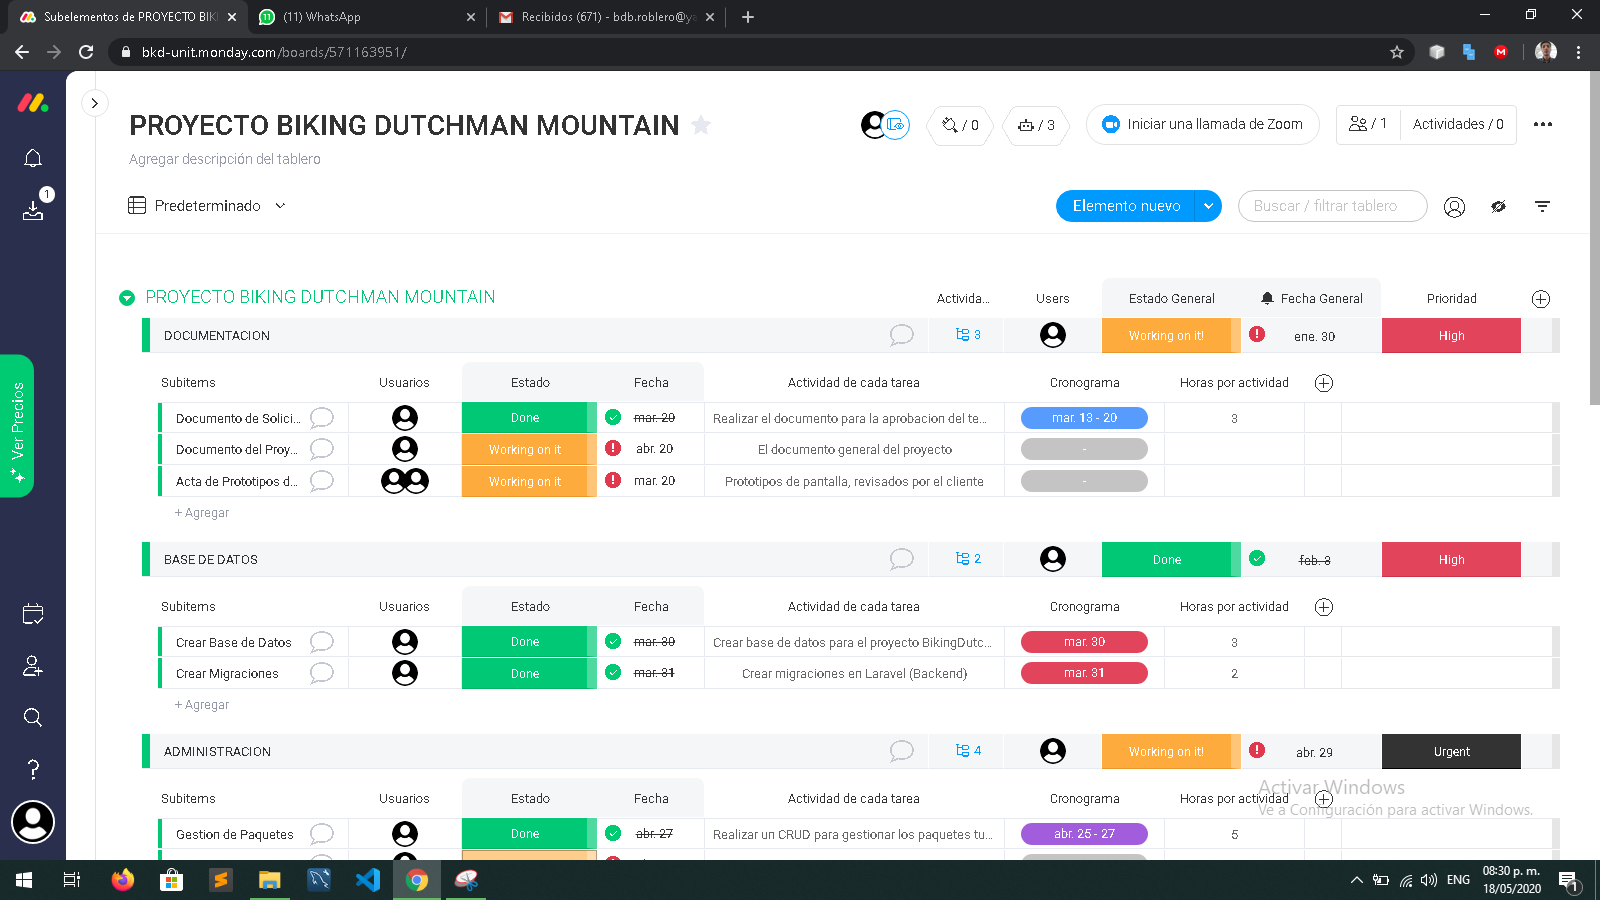 Subelementos de PROYECTO BIK
(11) WhatsApp
Recibidos (671) - bdb.roblero@ya
bkd-unit.monday.com/boards/571163951/
PROYECTO BIKING DUTCHMAN MOUNTAIN
/ 0
/ 3
Iniciar una llamada de Zoom
/ 1
Actividades / 0
Agregar descripción del tablero
1
Predeterminado
Elemento nuevo
Buscar / filtrar tablero
PROYECTO BIKING DUTCHMAN MOUNTAIN
Activida...
Users
Estado General
Fecha General
Prioridad
DOCUMENTACION
3
Working on it!
ene. 30
High
Subitems
Usuarios
Estado
Fecha
Actividad de cada tarea
Cronograma
Horas por actividad
Documento de Solici...
Done
mar. 20
Realizar el documento para la aprobacion del te...
mar. 13 - 20
3
Documento del Proy...
Working on it
abr. 20
El documento general del proyecto
-
Acta de Prototipos d...
Working on it
mar. 20
Prototipos de pantalla, revisados por el cliente
-
+ Agregar
BASE DE DATOS
2
Done
feb. 3
High
Subitems
Usuarios
Estado
Fecha
Actividad de cada tarea
Cronograma
Horas por actividad
Crear Base de Datos
Done
mar. 30
Crear base de datos para el proyecto BikingDutc...
mar. 30
3
Crear Migraciones
Done
mar. 31
Crear migraciones en Laravel (Backend)
mar. 31
2
+ Agregar
ADMINISTRACION
4
Working on it!
abr. 29
Urgent
Subitems
Usuarios
Estado
Fecha
Actividad de cada tarea
Cronograma
Horas por actividad
Gestion de Paquetes
Done
abr. 27
Realizar un CRUD para gestionar los paquetes tu...
abr. 25 - 27
5
Ver Precios
Activar Windows
Ve a Configuración para activar Windows.
ENG
08:30 p. m.
18/05/2020
1